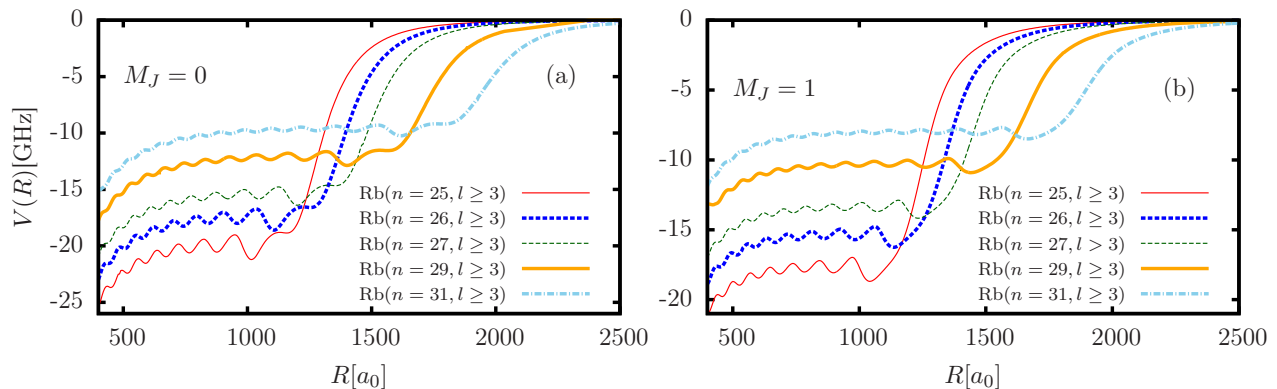 0
-5
-10
-15
-20
-25
500
1000
1500
2000
2500
V(R)[GHz]
R[a₀]
M_J = 0
(a)
Rb(n = 25, l ≥ 3)
Rb(n = 26, l ≥ 3)
Rb(n = 27, l ≥ 3)
Rb(n = 29, l ≥ 3)
Rb(n = 31, l ≥ 3)
0
-5
-10
-15
-20
500
1000
1500
2000
2500
R[a₀]
M_J = 1
(b)
Rb(n = 25, l ≥ 3)
Rb(n = 26, l ≥ 3)
Rb(n = 27, l > 3)
Rb(n = 29, l ≥ 3)
Rb(n = 31, l ≥ 3)